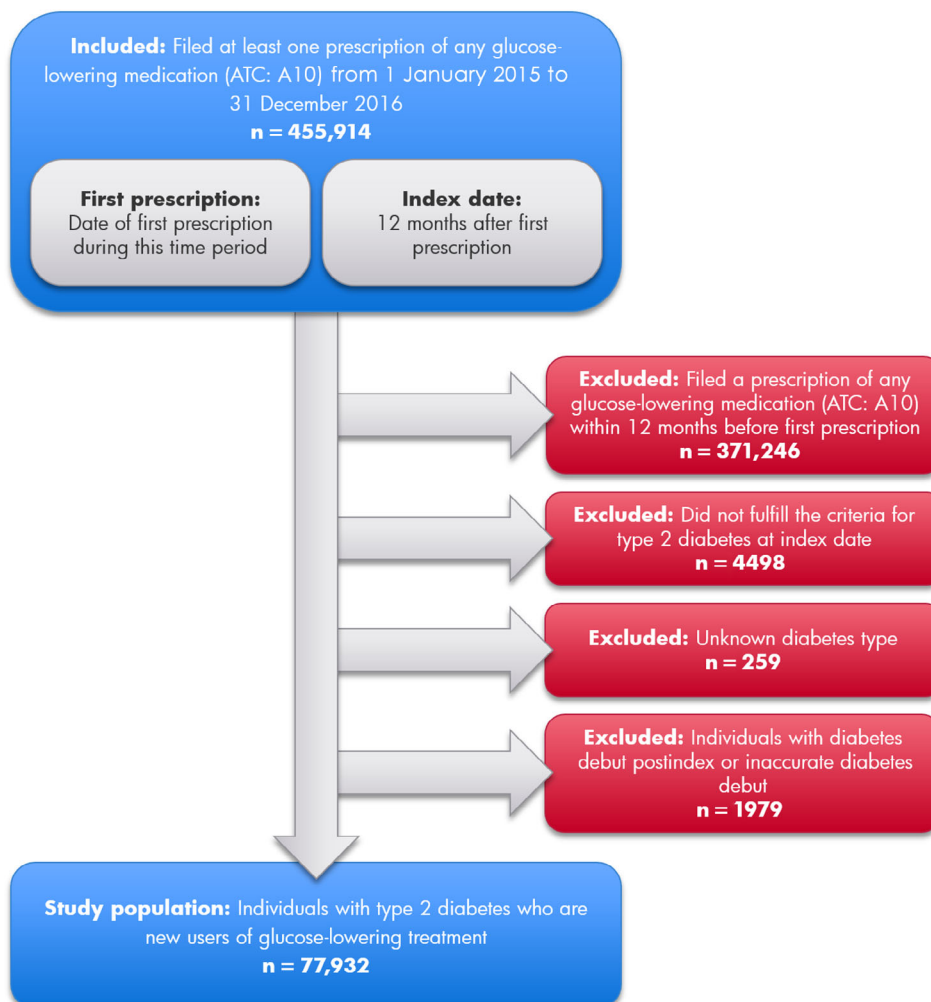 Included: Filed at least one prescription of any glucose-
lowering medication (ATC: A10) from 1 January 2015 to
31 December 2016
n = 455,914
First prescription:
Date of first prescription
during this time period
Index date:
12 months after first
prescription
Excluded: Filed a prescription of any
glucose-lowering medication (ATC: A10)
within 12 months before first prescription
n = 371,246
Excluded: Did not fulfill the criteria for
type 2 diabetes at index date
n = 4498
Excluded: Unknown diabetes type
n = 259
Excluded: Individuals with diabetes
debut postindex or inaccurate diabetes
debut
n = 1979
Study population: Individuals with type 2 diabetes who are
new users of glucose-lowering treatment
n = 77,932